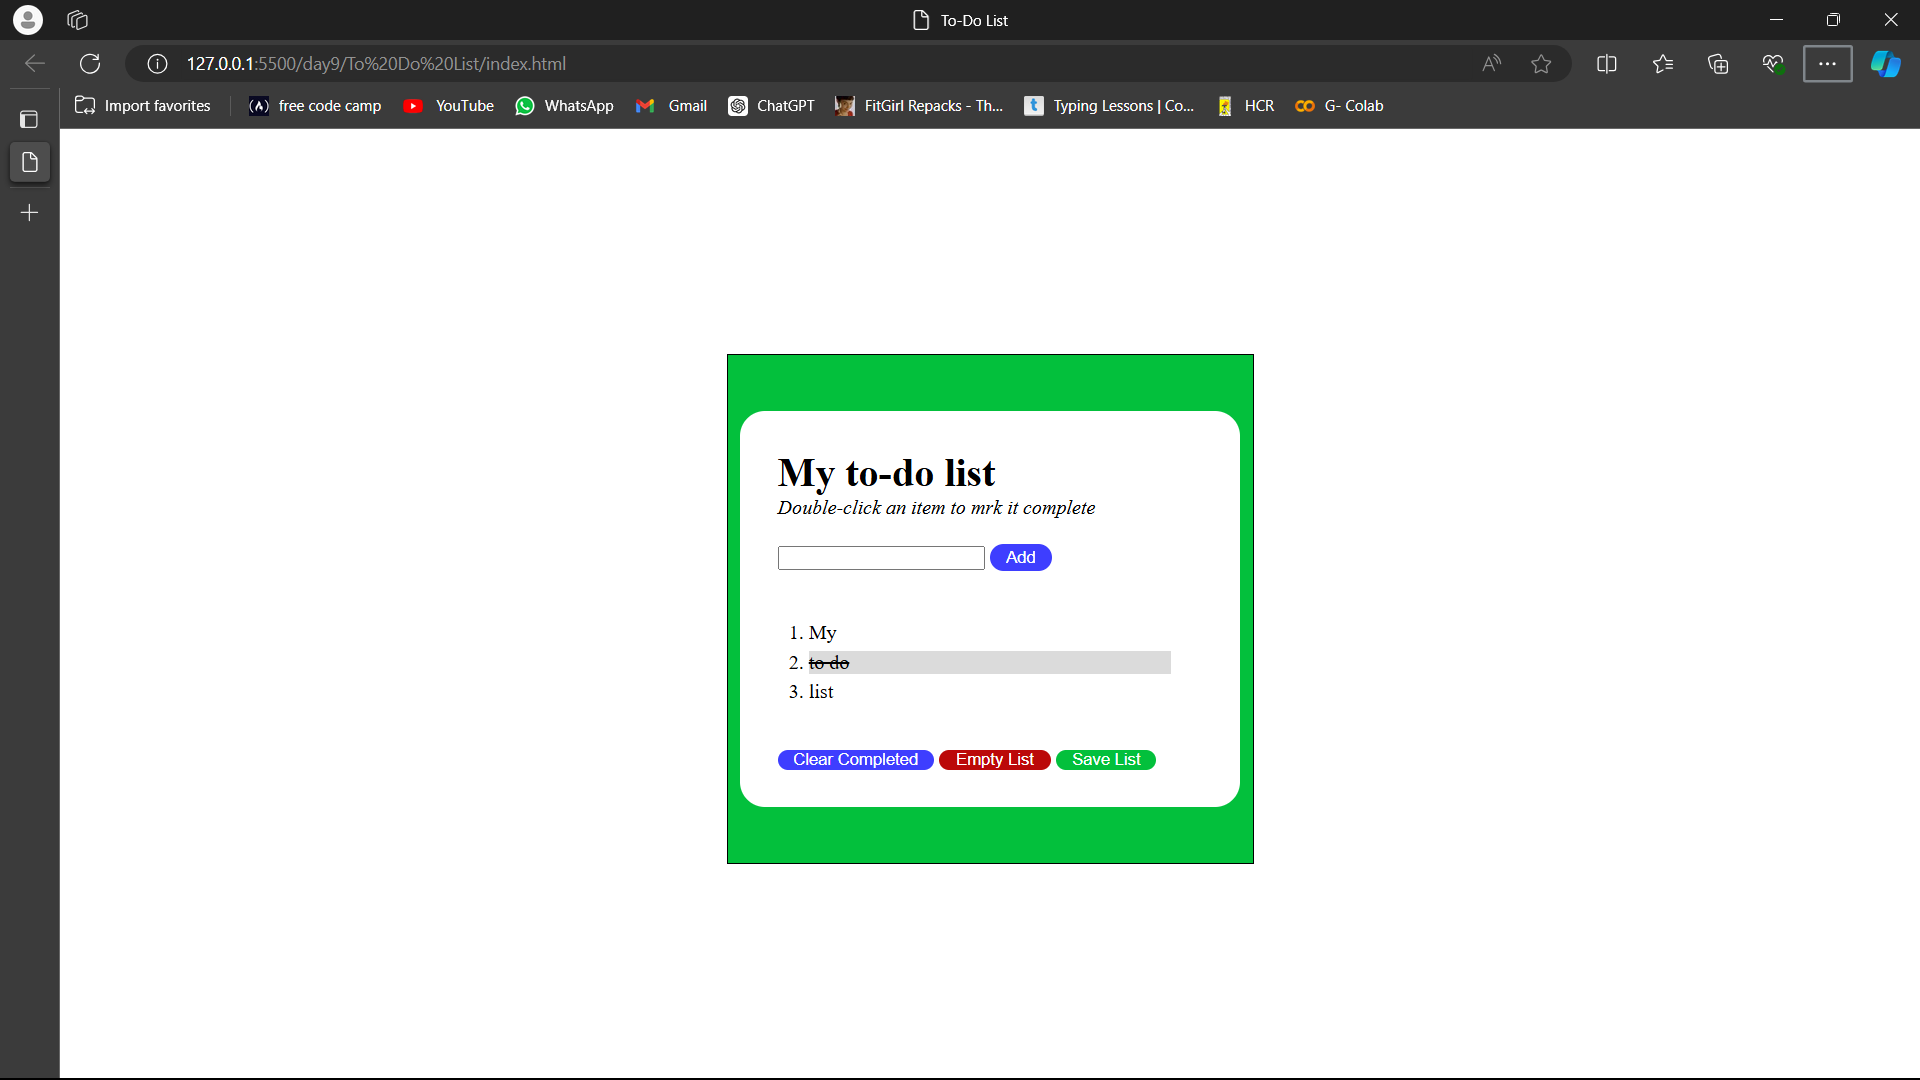 To-Do List
127.0.0.1:5500/day9/To%20Do%20List/index.html
Import favorites free code camp YouTube WhatsApp Gmail ChatGPT FitGirl Repacks - Th... Typing Lessons | Co... HCR G- Colab
My to-do list
Double-click an item to mrk it complete
Add
1. My
2. to do
3. list
Clear Completed Empty List Save List